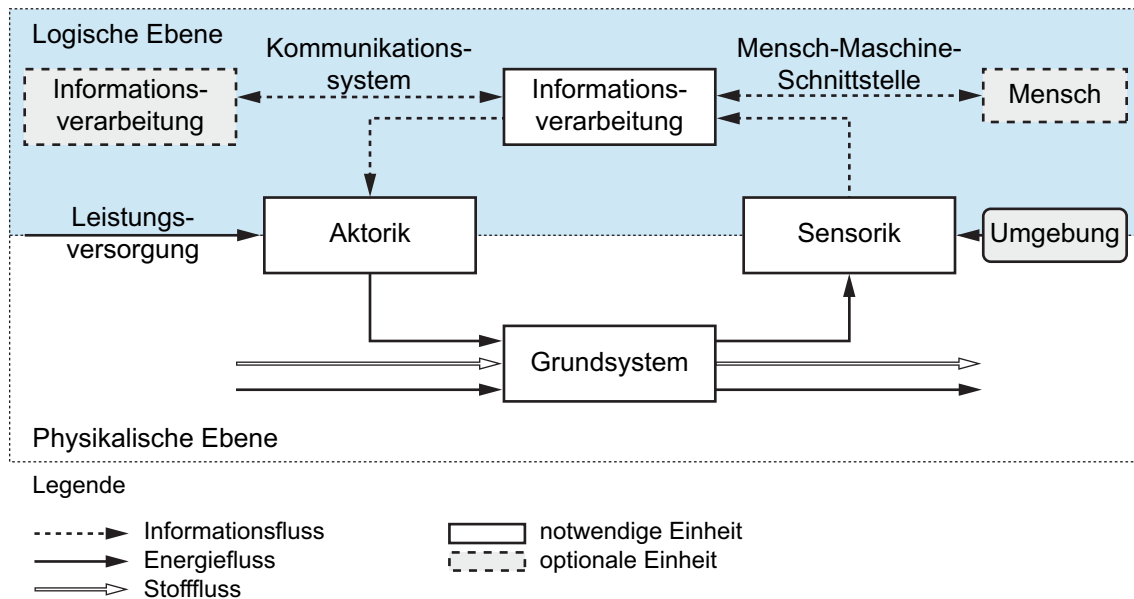 Logische Ebene
Kommunikations-
system
Mensch-Maschine-
Schnittstelle
Informations-
verarbeitung
Informations-
verarbeitung
Mensch
Leistungs-
versorgung
Aktorik
Sensorik
Umgebung
Grundsystem
Physikalische Ebene
Legende
Informationsfluss
Energiefluss
Stofffluss
notwendige Einheit
optionale Einheit